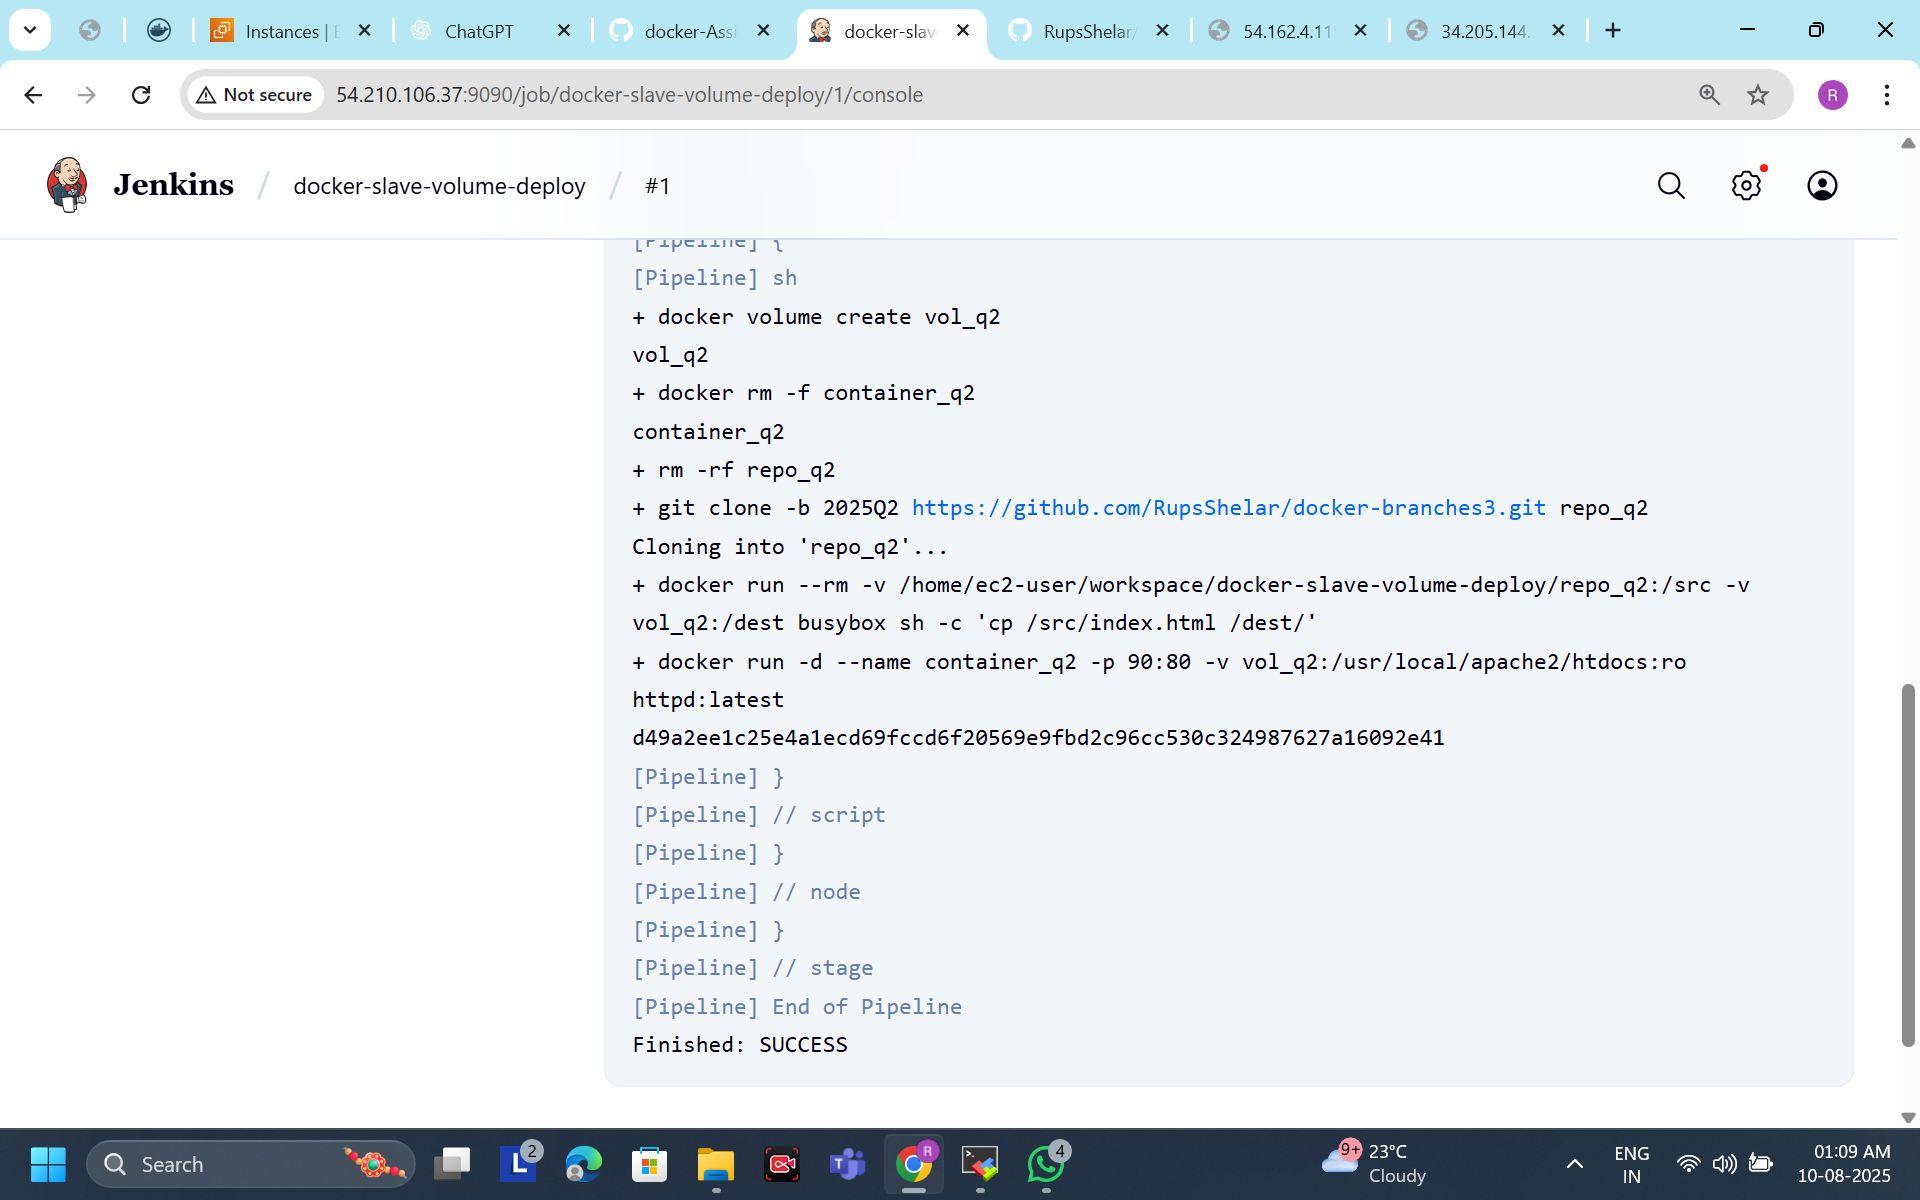 Instances |
ChatGPT
docker-Assi
docker-slav
RupsShelar/
54.162.4.11
34.205.144.
Not secure
54.210.106.37:9090/job/docker-slave-volume-deploy/1/console
R
Jenkins / docker-slave-volume-deploy / #1
[Pipeline] {
[Pipeline] sh
+ docker volume create vol_q2
vol_q2
+ docker rm -f container_q2
container_q2
+ rm -rf repo_q2
+ git clone -b 2025Q2 https://github.com/RupsShelar/docker-branches3.git repo_q2
Cloning into 'repo_q2'...
+ docker run --rm -v /home/ec2-user/workspace/docker-slave-volume-deploy/repo_q2:/src -v
vol_q2:/dest busybox sh -c 'cp /src/index.html /dest/'
+ docker run -d --name container_q2 -p 90:80 -v vol_q2:/usr/local/apache2/htdocs:ro
httpd:latest
d49a2ee1c25e4a1ecd69fccd6f20569e9fbd2c96cc530c324987627a16092e41
[Pipeline] }
[Pipeline] // script
[Pipeline] }
[Pipeline] // node
[Pipeline] }
[Pipeline] // stage
[Pipeline] End of Pipeline
Finished: SUCCESS
Search
L
2
R
4
9+
23°C
Cloudy
ENG
IN
01:09 AM
10-08-2025